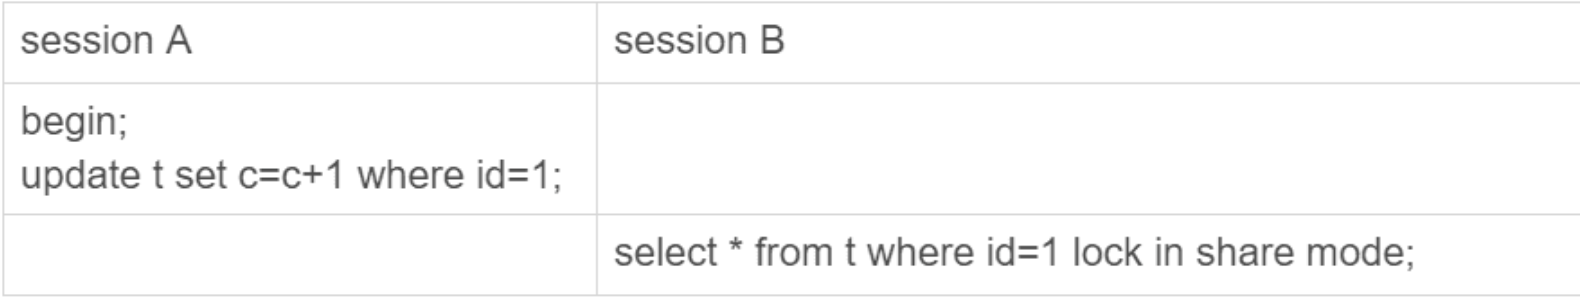 session A
session B
begin;
update t set c=c+1 where id=1;
select * from t where id=1 lock in share mode;